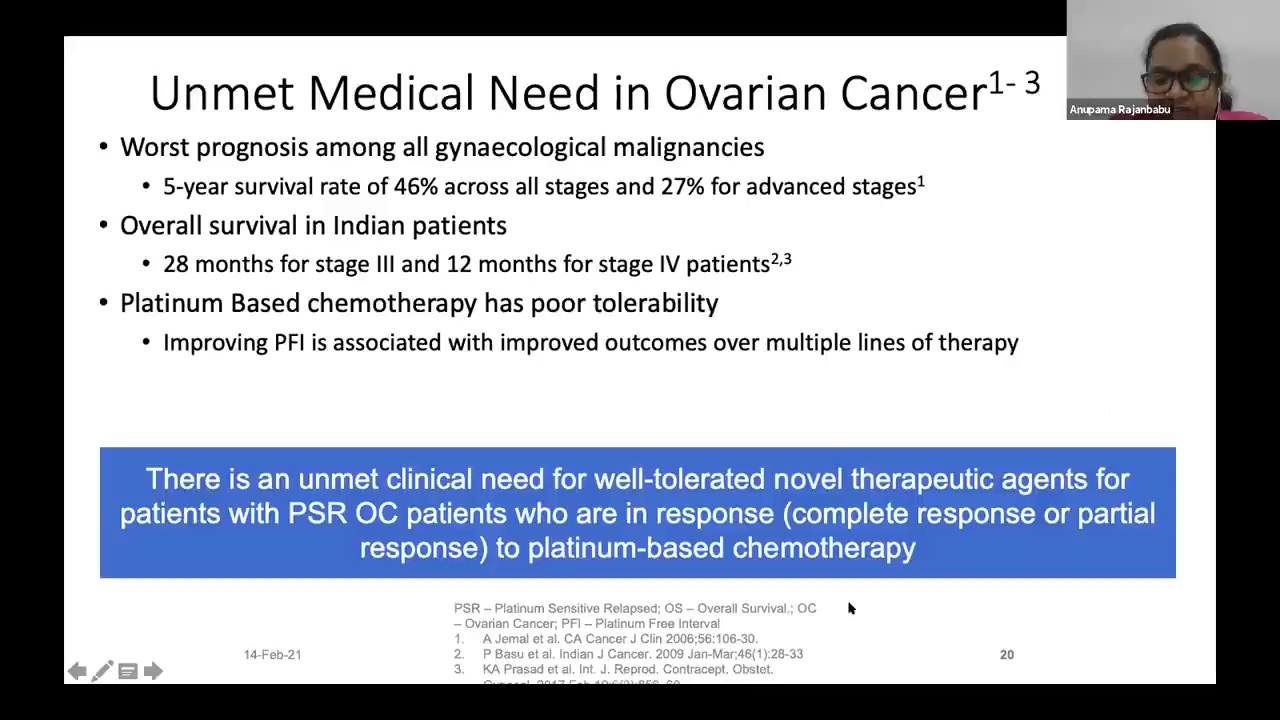 Unmet Medical Need in Ovarian Cancer1- 3
Anupama Rajanbabu
• Worst prognosis among all gynaecological malignancies
• 5-year survival rate of 46% across all stages and 27% for advanced stages1
• Overall survival in Indian patients
• 28 months for stage III and 12 months for stage IV patients2,3
• Platinum Based chemotherapy has poor tolerability
• Improving PFI is associated with improved outcomes over multiple lines of therapy
There is an unmet clinical need for well-tolerated novel therapeutic agents for
patients with PSR OC patients who are in response (complete response or partial
response) to platinum-based chemotherapy
PSR – Platinum Sensitive Relapsed; OS – Overall Survival.; OC
– Ovarian Cancer; PFI – Platinum Free Interval
1. A Jemal et al. CA Cancer J Clin 2006;56:106-30.
2. P Basu et al. Indian J Cancer. 2009 Jan-Mar;46(1):28-33
3. KA Prasad et al. Int. J. Reprod. Contracept. Obstet.
14-Feb-21
20